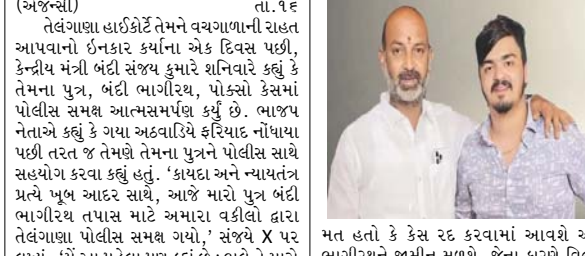 (એજન્સી) તા.૧૬
તેલંગાણા હાઈકોર્ટે તેમને વચગાળાની રાહત
આપવાનો ઇનકાર કર્યાના એક દિવસ પછી,
કેન્દ્રીય મંત્રી બંદી સંજય કુમારે શનિવારે કહ્યું કે
તેમના પુત્ર, બંદી ભાગીરથ, પોક્સો કેસમાં
પોલીસ સમક્ષ આત્મસમર્પણ કર્યું છે. ભાજપ
નેતાએ કહ્યું કે ગયા અઠવાડિયે ફરિયાદ નોંધાયા
પછી તરત જ તેમણે તેમના પુત્રને પોલીસ સાથે
સહયોગ કરવા કહ્યું હતું. ‘કાયદા અને ન્યાયતંત્ર
પ્રત્યે ખૂબ આદર સાથે, આજે મારો પુત્ર બંદી
ભાગીરથ તપાસ માટે અમારા વકીલો દ્વારા
તેલંગાણા પોલીસ સમક્ષ ગયો,’ સંજયે X પર
મત હતો કે કેસ રદ કરવામાં આવશે